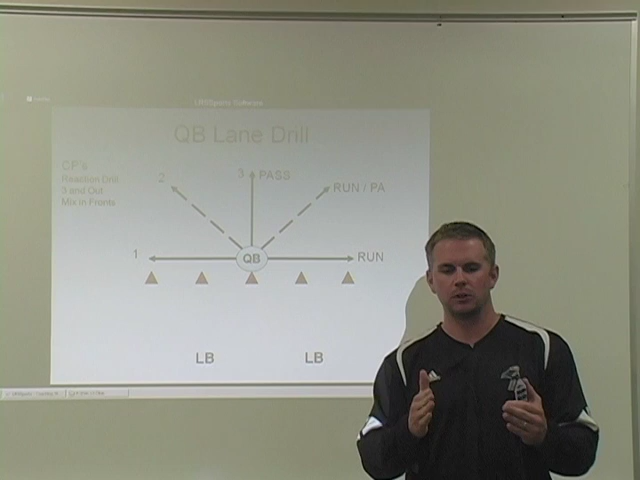 QB Lane Drill
CP's
Reaction Drill
3 and Out
Mix in Fronts
2
3 PASS
RUN / PA
1
QB
RUN
LB LB